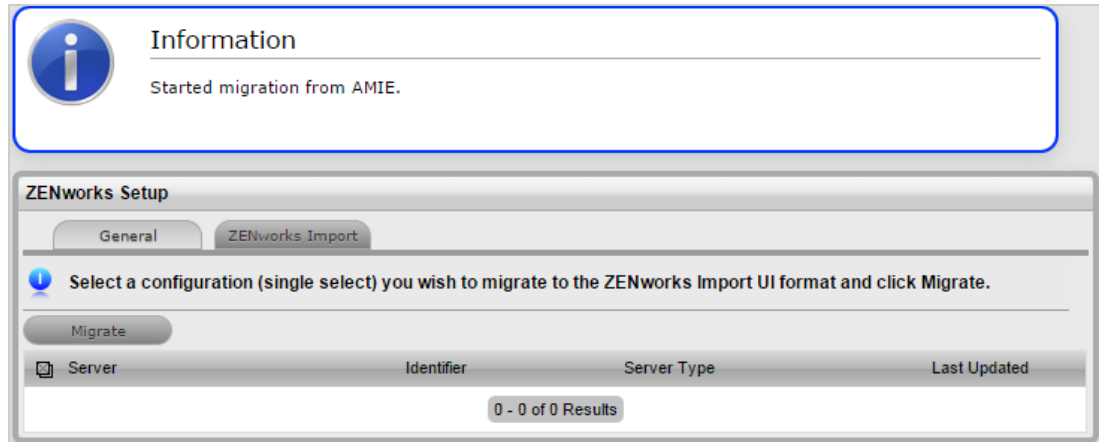 Information
Started migration from AMIE.
ZENworks Setup
General ZENworks Import
Select a configuration (single select) you wish to migrate to the ZENworks Import UI format and click Migrate.
Migrate
Server Identifier Server Type Last Updated
0 - 0 of 0 Results